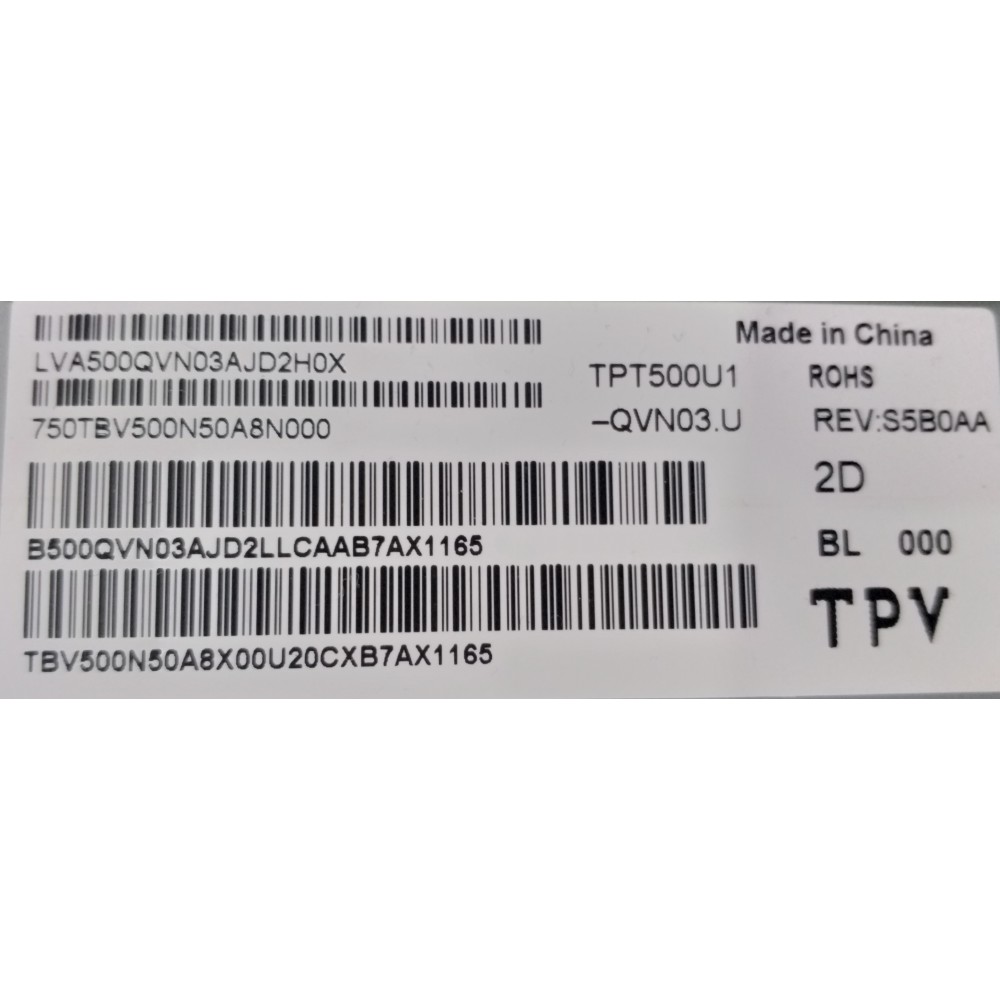 Made in China
LVA500QVN03AJD2H0X
TPT500U1
ROHS
750TBV500N50A8N000
–QVN03.U
REV:S5B0AA
2D
B500QVN03AJD2LLCAAB7AX1165
BL 000
TPV
TBV500N50A8X00U20CXB7AX1165